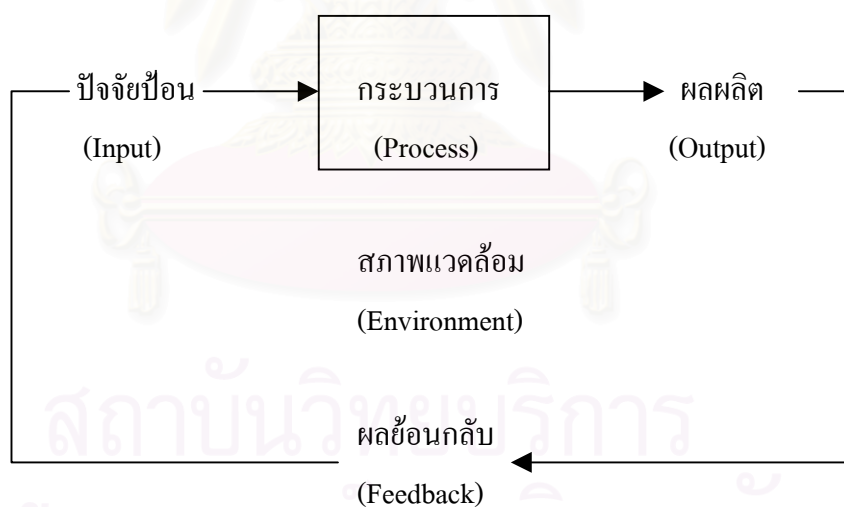 ปัจจัยป้อน
(Input)
กระบวนการ
(Process)
ผลผลิต
(Output)
สภาพแวดล้อม
(Environment)
ผลย้อนกลับ
(Feedback)
สถาบันวิทยบริการ